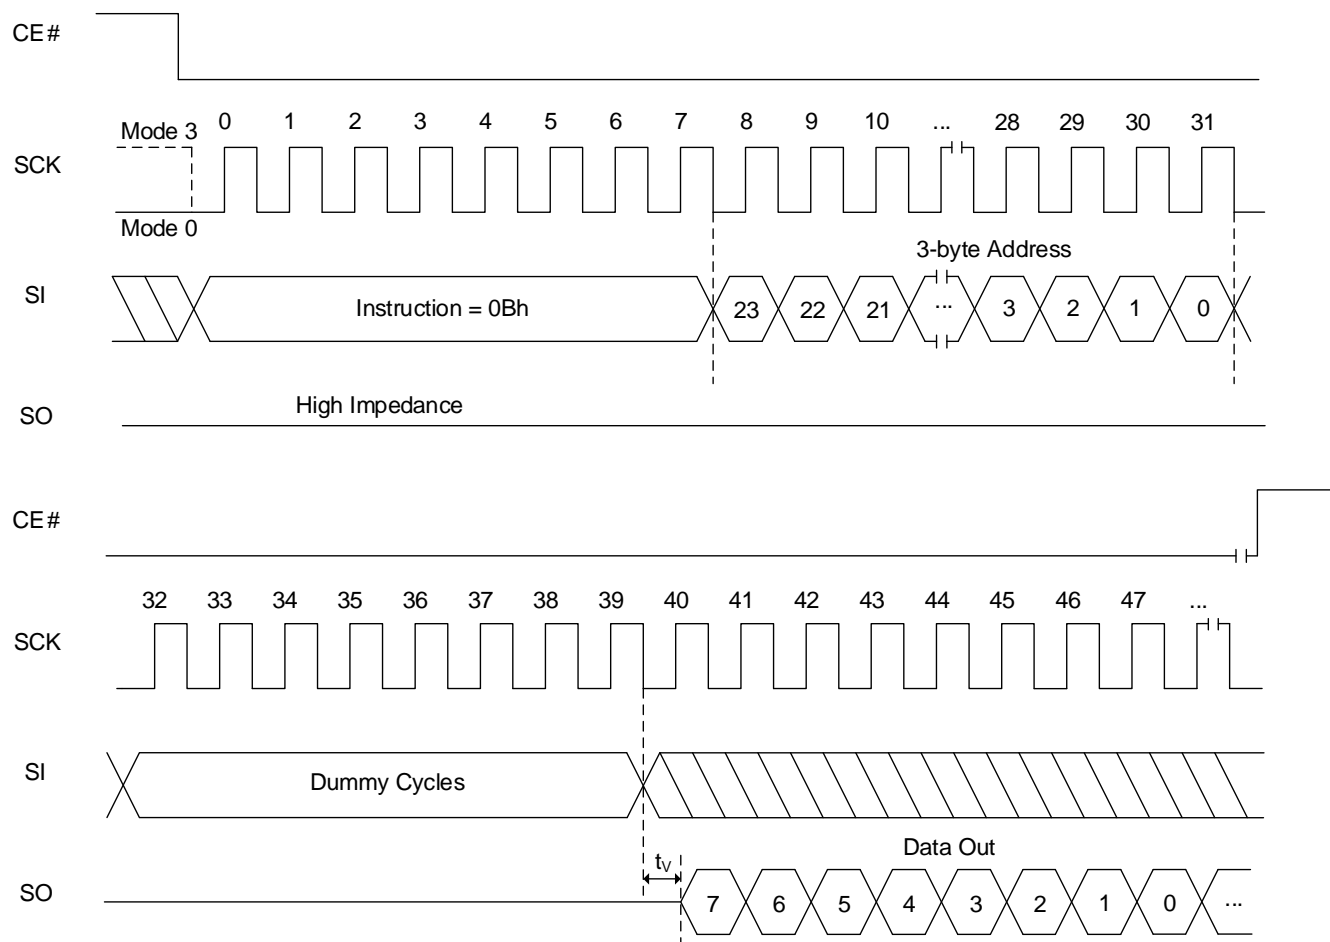 CE#
Mode 3 0 1 2 3 4 5 6 7 8 9 10 ... 28 29 30 31
SCK
Mode 0
3-byte Address
SI Instruction = 0Bh 23 22 21 ... 3 2 1 0
High Impedance
SO
CE#
32 33 34 35 36 37 38 39 40 41 42 43 44 45 46 47 ...
SCK
SI Dummy Cycles
Data Out
tV
SO 7 6 5 4 3 2 1 0 ...